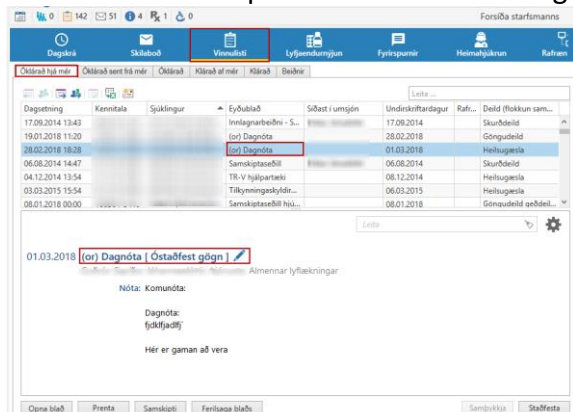 0 142 51 4 1 0 Forsíða starfsmanns
Dagskrá Skilaboð Vinnulisti Lyfjaendurnýjun Fyrirspurnir Heimahjúkrun Rafræn
Óklárað hjá mér Óklárað sent frá mér Óklárað Klárað af mér Klárað Beiðnir
Leita ...
Dagsetning Kennitala Sjúklingur Eyðublað Síðast í umsjón Undirskriftardagur Rafr... Deild (flokkun sam...
17.09.2014 13:43 Innlagnarbeiðni - S... 17.09.2014 Skurðdeild
19.01.2018 11:20 (or) Dagnóta 28.02.2018 Göngudeild
28.02.2018 18:28 (or) Dagnóta 01.03.2018 Heilsugæsla
06.08.2014 14:47 Samskiptaseðill 06.08.2014 Skurðdeild
04.12.2014 13:54 TR-V hjálpartæki 08.12.2014 Heilsugæsla
03.03.2015 15:54 Tilkynningaskyldir... 06.03.2015 Heilsugæsla
08.01.2018 00:00 Samskiptaseðill hjú... 08.01.2018 Göngudeild geðdeil...
Leita
01.03.2018 (or) Dagnóta [ Óstaðfest gögn ]
Almennar lyflækningar
Nóta: Komunóta:
Dagnóta:
fjdklfjadlfj´
Hér er gaman að vera
Opna blað Prenta Samskipti Ferilsaga blaðs Samþykkja Staðfesta